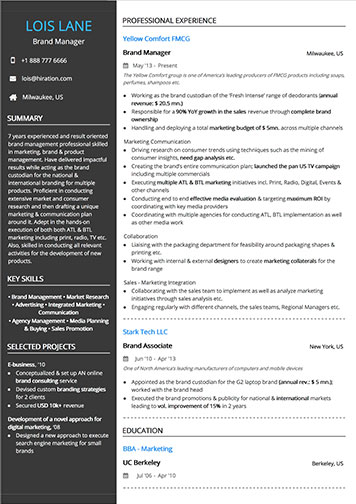 LOIS LANE
Brand Manager
+1 888 777 6666
lois@hiration.com
Milwaukee, US
SUMMARY
7 years experienced and result oriented
brand management professional skilled
in marketing, brand & product
management. Have delivered impactful
results while acting as the brand
custodian for the national &
international branding for multiple
products. Proficient in conducting
extensive market and consumer
research and then drafting a unique
marketing & communication plan
around it. Adept in the hands-on
execution of both both ATL & BTL
marketing including print, radio, TV etc.
Also, skilled in conducting all relevant
activities for the development of new
products.
KEY SKILLS
• Brand Management • Market Research
• Advertising • Integrated Marketing •
Communication
• Agency Management • Media Planning
& Buying • Sales Promotion
SELECTED PROJECTS
E-business, '10
• Conceptualized & set up AN online
brand consulting service
• Devised custom branding strategies
for 2 clients
• Secured USD 10k+ revenue
Development of a novel approach for
digital marketing, '08
• Designed a new approach to execute
search engine marketing for small
brands
PROFESSIONAL EXPERIENCE
Yellow Comfort FMCG
Brand Manager Milwaukee, US
May '13 - Present
The Yellow Comfort group is one of America's leading producers of FMCG products including soaps,
perfumes, shampoos etc.
• Working as the brand custodian of the 'Fresh Intense' range of deodorants (annual
revenue: $ 20.5 mn.)
• Responsible for a 90% YoY growth in the sales revenue through complete brand
ownership
• Handling and deploying a total marketing budget of $ 5mn. across multiple channels
Marketing Communication
• Driving research on consumer trends using techniques such as the mining of
consumer insights, need gap analysis etc.
• Creating the brand's entire communication plan; launched the pan US TV campaign
including multiple commercials
• Executing multiple ATL & BTL marketing initiatives incl. Print, Radio, Digital, Events &
other channels
• Conducting end to end effective media evaluation & targeting maximum ROI by
coordinating with key media providers
• Coordinating with multiple agencies for conducting ATL, BTL implementation as well
as other media work
Collaboration
• Liaising with the packaging department for feasibility around packaging shapes &
printing etc.
• Working with internal & external designers to create marketing collaterals for the
brand range
Sales - Marketing Integration
• Collaborating with the sales team to implement as well as analyze marketing
initiatives through sales analysis etc.
• Engaging regularly with different channels, the sales teams, Regional Managers etc.
Stark Tech LLC
Brand Associate New York, US
Jun '10 - Apr '13
One of North America's leading manufacturers of computers and mobile devices
• Appointed as the brand custodian for the G2 laptop brand (annual rev.: $ 5 mn.);
worked with the brand head
• Executed brand promotions & publicity for national & international markets
leading to vol. improvement of 15% in 2 yrs
EDUCATION
BBA - Marketing
UC Berkeley Berkeley, US
May '06 - Apr '10